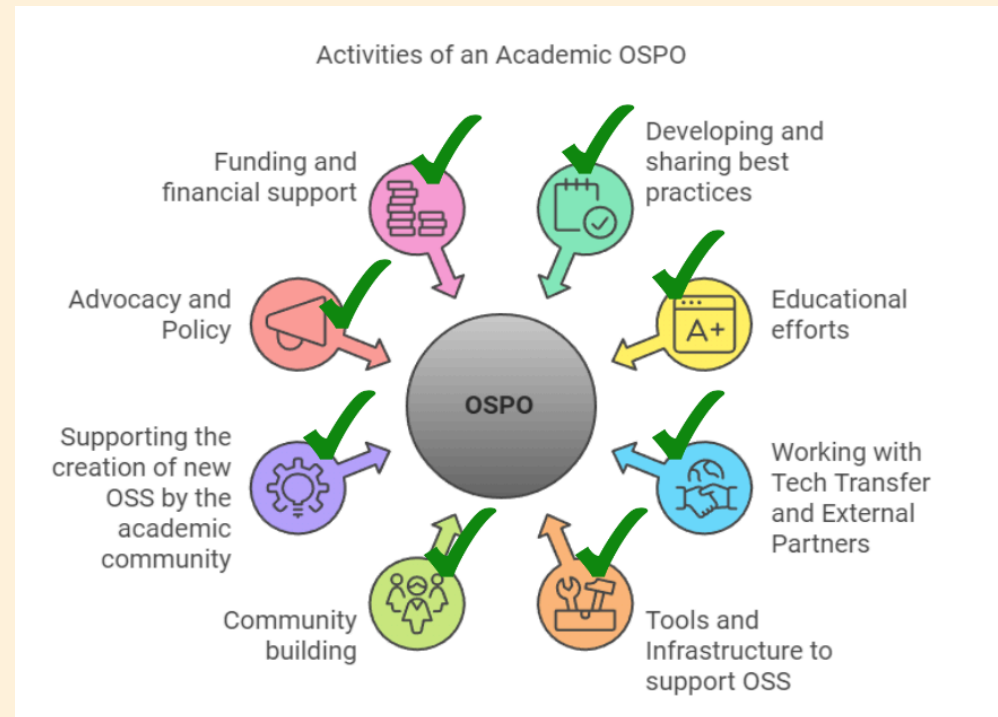 Activities of an Academic OSPO
Funding and
financial support
Developing and
sharing best
practices
Advocacy and
Policy
A+
Educational
efforts
OSPO
Supporting the
creation of new
OSS by the
academic
community
Working with
Tech Transfer
and External
Partners
Community
building
Tools and
Infrastructure to
support OSS